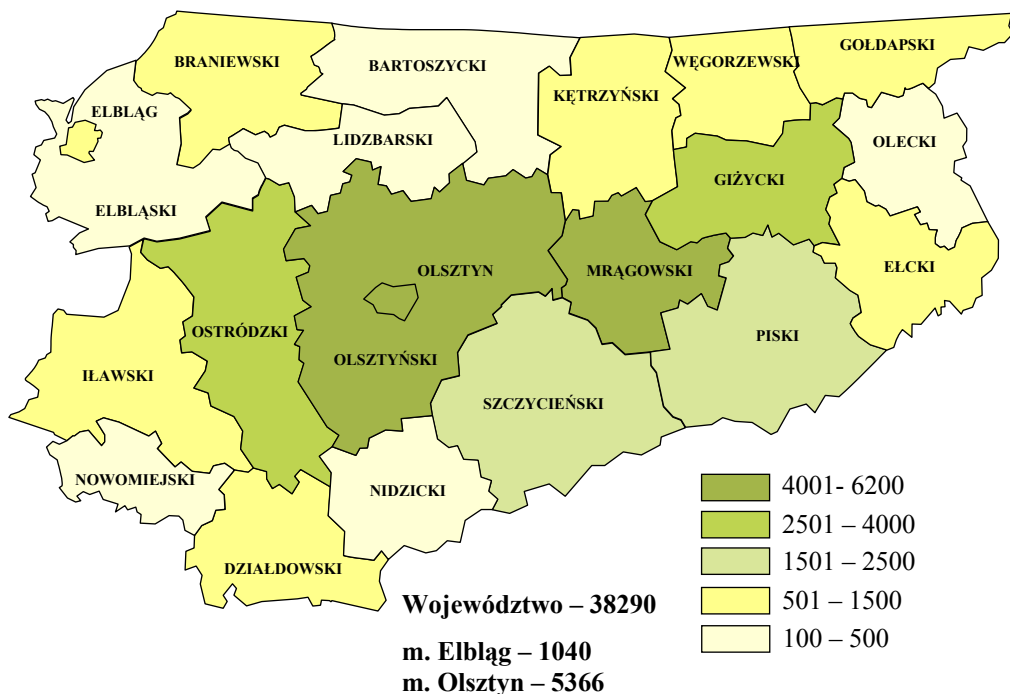 GOŁDAPSKI
BRANIEWSKI
BARTOSZYCKI
WĘGORZEWSKI
KĘTRZYŃSKI
ELBLĄG
LIDZBARSKI
OLECKI
GIŻYCKI
ELBLĄSKI
OLSZTYN
MRĄGOWSKI
EŁCKI
OSTRÓDZKI
PISKI
OLSZTYŃSKI
IŁAWSKI
SZCZYCIEŃSKI
NOWOMIEJSKI
NIDZICKI
DZIAŁDOWSKI
4001- 6200
2501 – 4000
1501 – 2500
501 – 1500
100 – 500
Województwo – 38290
m. Elbląg – 1040
m. Olsztyn – 5366